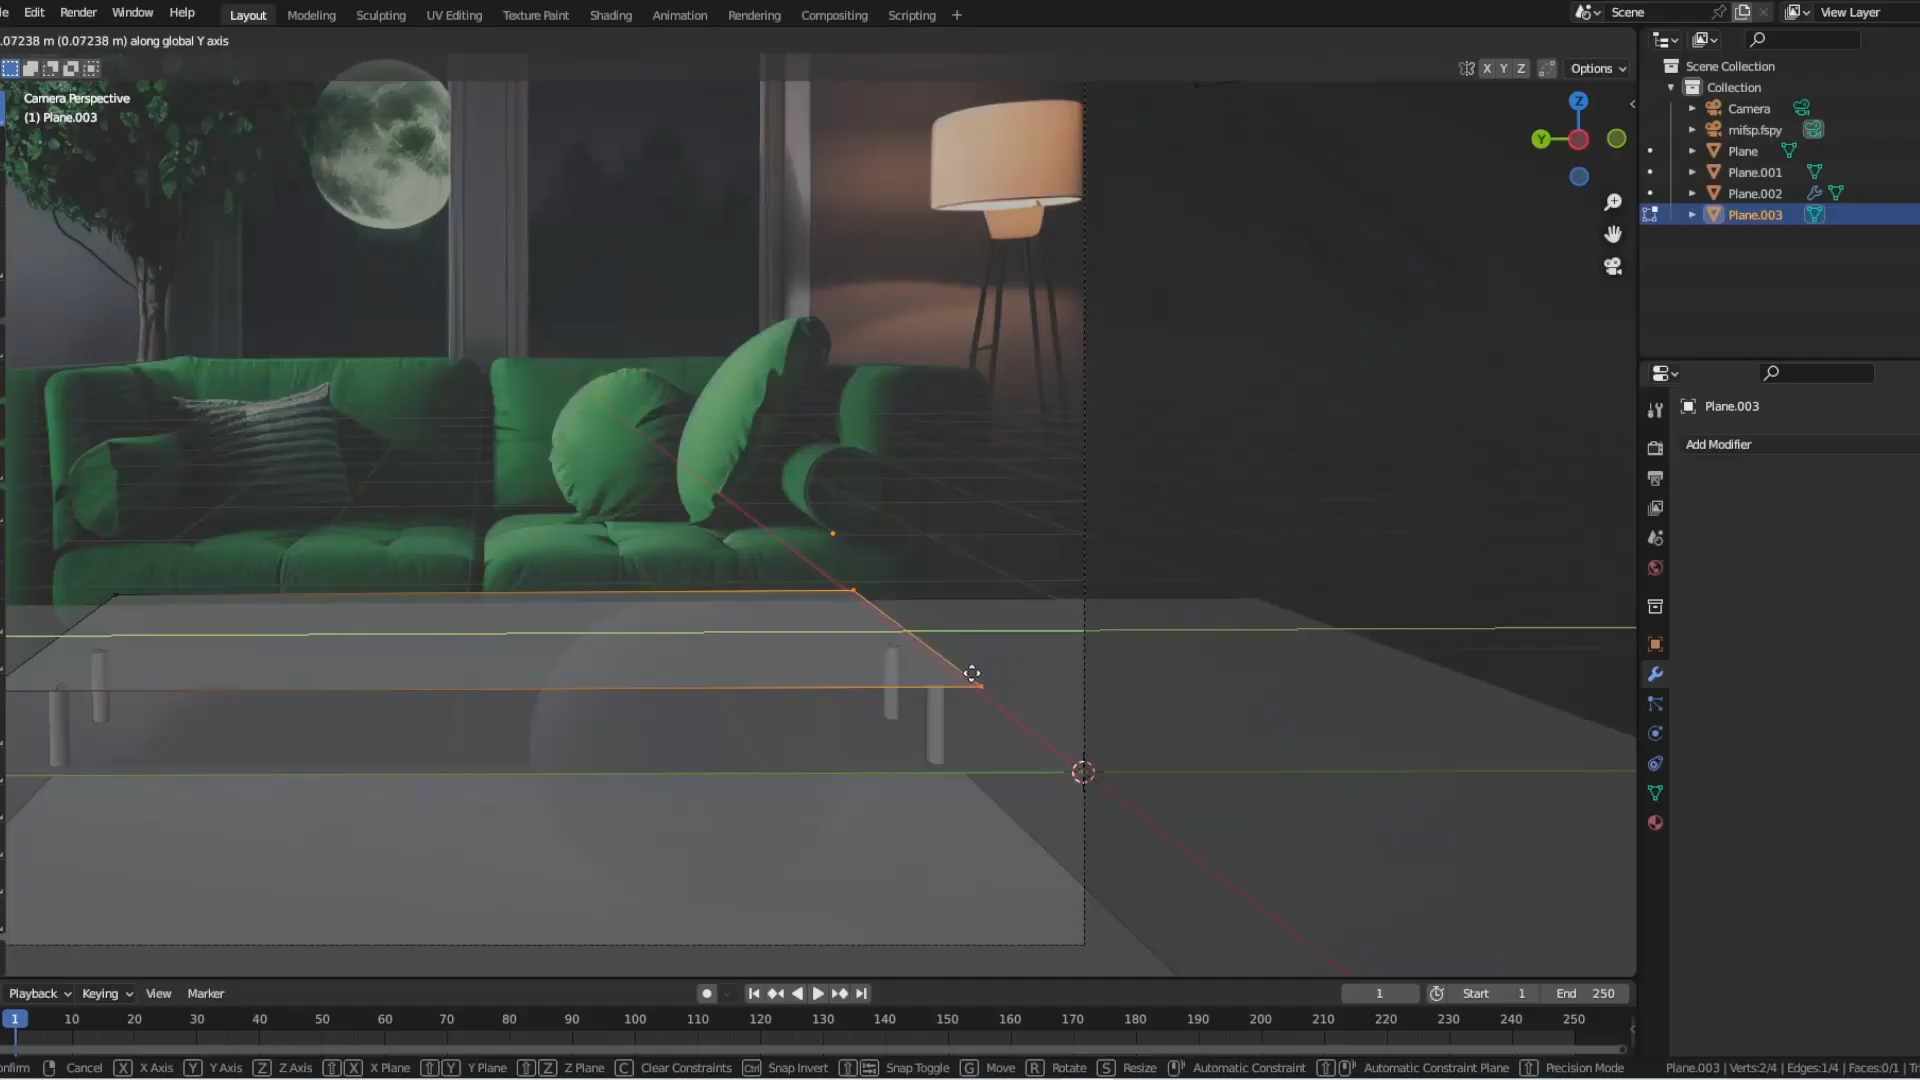 Edit Render Window Help Layout Modeling Sculpting UV Editing Texture Paint Shading Animation Rendering Compositing Scripting + Scene View Layer
.07238 m (0.07238 m) along global Y axis
X Y Z Options
Camera Perspective
(1) Plane.003
Z
Y
Scene Collection
Collection
Camera
mifsp.fspy
Plane
Plane.001
Plane.002
Plane.003
Plane.003
Add Modifier
Playback Keying View Marker 1 Start 1 End 250
1 10 20 30 40 50 60 70 80 90 100 110 120 130 140 150 160 170 180 190 200 210 220 230 240 250
Cancel X X Axis Y Y Axis Z Z Axis X X Plane Y Y Plane Z Z Plane C Clear Constraints Ctrl Snap Invert Snap Toggle G Move R Rotate S Resize Automatic Constraint Automatic Constraint Plane Precision Mode Plane.003 | Verts:2/4 | Edges:1/4 | Faces:0/1 |